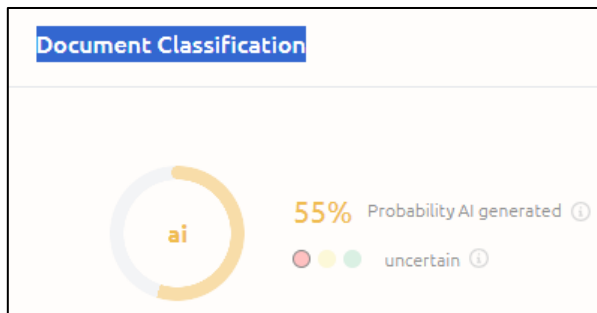 Document Classification
ai
55% Probability AI generated
uncertain